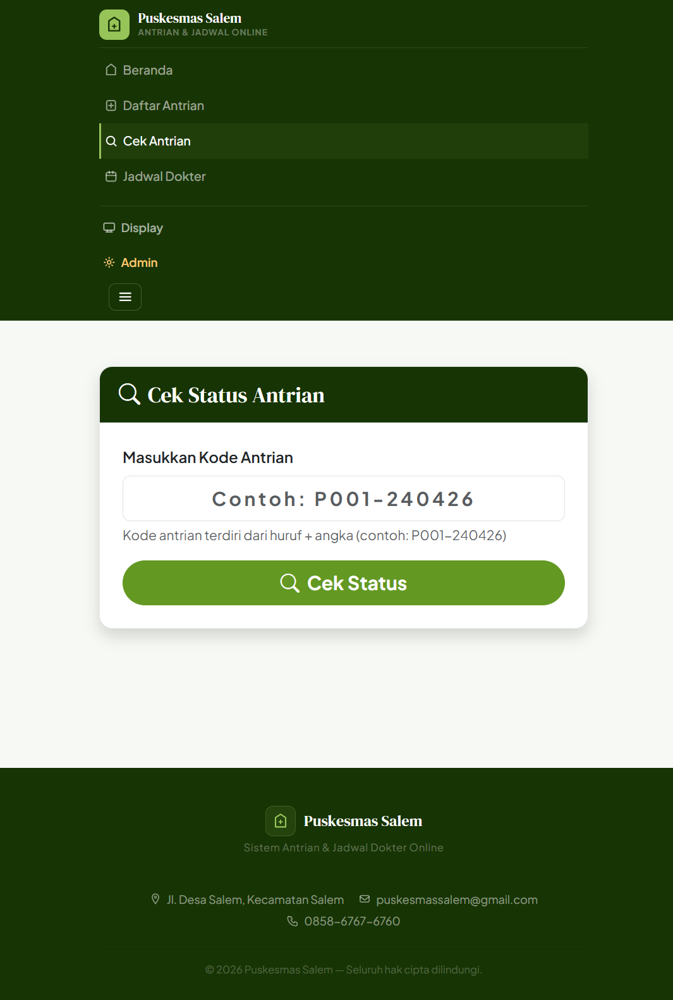 Puskesmas Salem
ANTRIAN & JADWAL ONLINE
Beranda
Daftar Antrian
Cek Antrian
Jadwal Dokter
Display
Admin
Cek Status Antrian
Masukkan Kode Antrian
Contoh: P001-240426
Kode antrian terdiri dari huruf + angka (contoh: P001-240426)
Cek Status
Puskesmas Salem
Sistem Antrian & Jadwal Dokter Online
Jl. Desa Salem, Kecamatan Salem puskesmassalem@gmail.com
0858-6767-6760
© 2026 Puskesmas Salem — Seluruh hak cipta dilindungi.